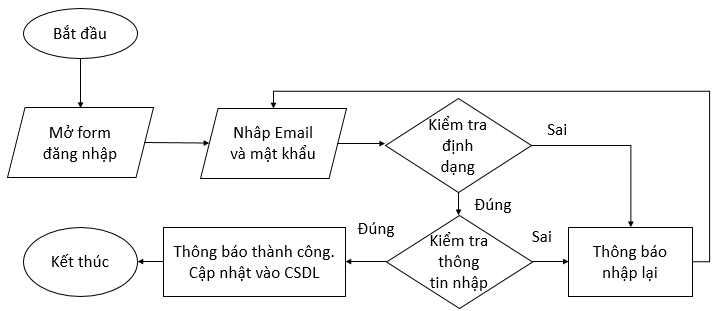 Bắt đầu
Mở form
đăng nhập
Nhâp Email
và mật khẩu
Kiểm tra
định
dạng
Sai
Đúng
Kết thúc
Thông báo thành công.
Cập nhật vào CSDL
Đúng
Kiểm tra
thông
tin nhập
Sai
Thông báo
nhập lại